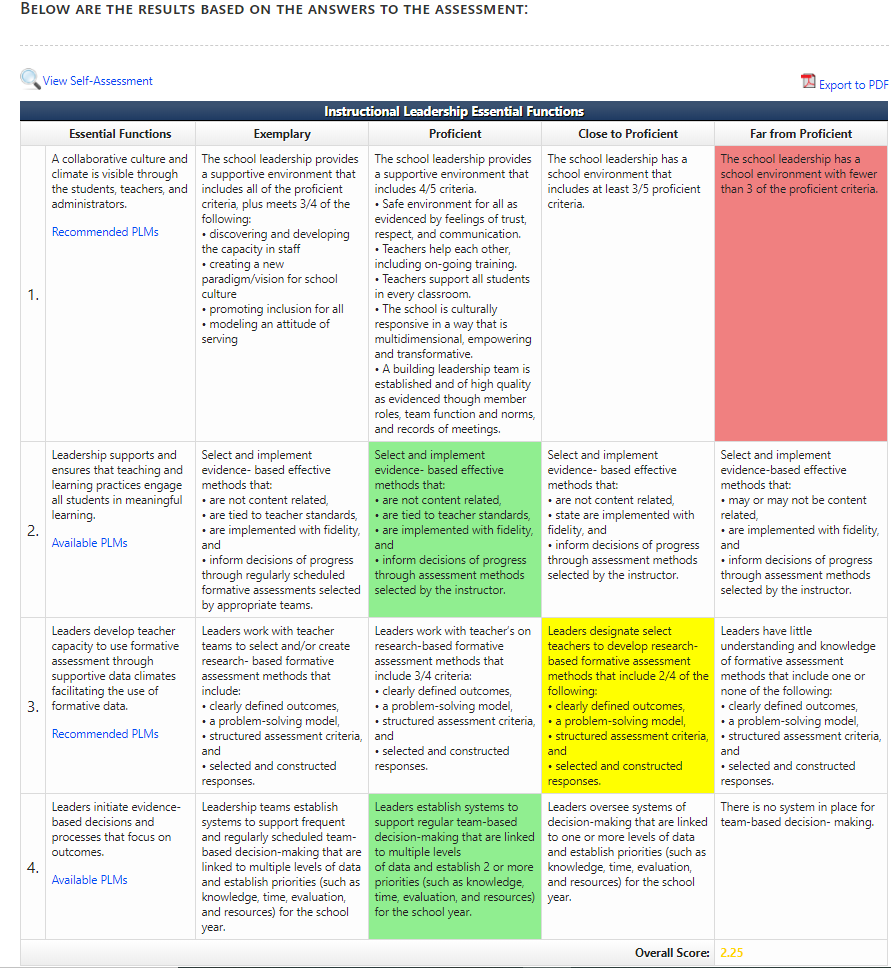 BELOW ARE THE RESULTS BASED ON THE ANSWERS TO THE ASSESSMENT:
View Self-Assessment
Export to PDF
Instructional Leadership Essential Functions
Essential Functions
Exemplary
Proficient
Close to Proficient
Far from Proficient
1.
A collaborative culture and
climate is visible through
the students, teachers, and
administrators.
Recommended PLMs
The school leadership provides
a supportive environment that
includes all of the proficient
criteria, plus meets 3/4 of the
following:
• discovering and developing
the capacity in staff
• creating a new
paradigm/vision for school
culture
• promoting inclusion for all
• modeling an attitude of
serving
The school leadership provides
a supportive environment that
includes 4/5 criteria.
• Safe environment for all as
evidenced by feelings of trust,
respect, and communication.
• Teachers help each other,
including on-going training.
• Teachers support all students
in every classroom.
• The school is culturally
responsive in a way that is
multidimensional, empowering
and transformative.
• A building leadership team is
established and of high quality
as evidenced though member
roles, team function and norms,
and records of meetings.
The school leadership has a
school environment that
includes at least 3/5 proficient
criteria.
The school leadership has a
school environment with fewer
than 3 of the proficient criteria.
2.
Leadership supports and
ensures that teaching and
learning practices engage
all students in meaningful
learning.
Available PLMs
Select and implement
evidence- based effective
methods that:
• are not content related,
• are tied to teacher standards,
• are implemented with fidelity,
and
• inform decisions of progress
through regularly scheduled
formative assessments selected
by appropriate teams.
Select and implement
evidence- based effective
methods that:
• are not content related,
• are tied to teacher standards,
• are implemented with fidelity,
and
• inform decisions of progress
through assessment methods
selected by the instructor.
Select and implement
evidence- based effective
methods that:
• are not content related,
• state are implemented with
fidelity, and
• inform decisions of progress
through assessment methods
selected by the instructor.
Select and implement
evidence-based effective
methods that:
• may or may not be content
related,
• are implemented with fidelity,
and
• inform decisions of progress
through assessment methods
selected by the instructor.
3.
Leaders develop teacher
capacity to use formative
assessment through
supportive data climates
facilitating the use of
formative data.
Recommended PLMs
Leaders work with teacher
teams to select and/or create
research- based formative
assessment methods that
include:
• clearly defined outcomes,
• a problem-solving model,
• structured assessment criteria,
and
• selected and constructed
responses.
Leaders work with teacher's on
research-based formative
assessment methods that
include 3/4 criteria:
• clearly defined outcomes,
• a problem-solving model,
• structured assessment criteria,
and
• selected and constructed
responses.
Leaders designate select
teachers to develop research-
based formative assessment
methods that include 2/4 of the
following:
• clearly defined outcomes,
• a problem-solving model,
• structured assessment criteria,
and
• selected and constructed
responses.
Leaders have little
understanding and knowledge
of formative assessment
methods that include one or
none of the following:
• clearly defined outcomes,
• a problem-solving model,
• structured assessment criteria,
and
• selected and constructed
responses.
4.
Leaders initiate evidence-
based decisions and
processes that focus on
outcomes.
Available PLMs
Leadership teams establish
systems to support frequent
and regularly scheduled team-
based decision-making that are
linked to multiple levels of data
and establish priorities (such as
knowledge, time, evaluation,
and resources) for the school
year.
Leaders establish systems to
support regular team-based
decision-making that are linked
to multiple levels
of data and establish 2 or more
priorities (such as knowledge,
time, evaluation, and resources)
for the school year.
Leaders oversee systems of
decision-making that are linked
to one or more levels of data
and establish priorities (such as
knowledge, time, evaluation,
and resources) for the school
year.
There is no system in place for
team-based decision- making.
Overall Score: 2.25